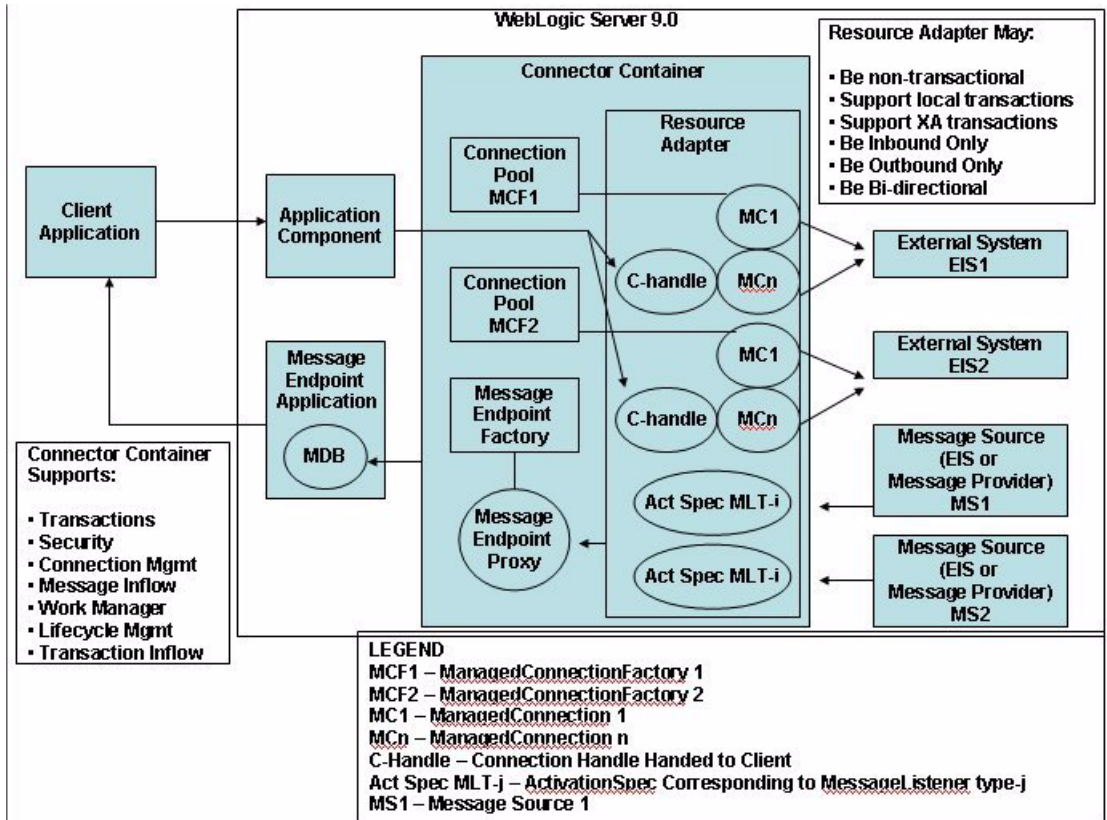 WebLogic Server 9.0
Resource Adapter May:
▪ Be non-transactional
▪ Support local transactions
▪ Support XA transactions
▪ Be Inbound Only
▪ Be Outbound Only
▪ Be Bi-directional
Connector Container
Resource
Adapter
Connection
Pool
MCF1
Client
Application
Application
Component
MC1
C-handle
MCn
External System
EIS1
Connection
Pool
MCF2
MC1
C-handle
MCn
External System
EIS2
Message
Endpoint
Application
MDB
Message
Endpoint
Factory
Message
Endpoint
Proxy
Act Spec MLT-i
Act Spec MLT-i
Message Source
(EIS or
Message Provider)
MS1
Message Source
(EIS or
Message Provider)
MS2
Connector Container
Supports:
▪ Transactions
▪ Security
▪ Connection Mgmt
▪ Message Inflow
▪ Work Manager
▪ Lifecycle Mgmt
▪ Transaction Inflow
LEGEND
MCF1 – ManagedConnectionFactory 1
MCF2 – ManagedConnectionFactory 2
MC1 – ManagedConnection 1
MCn – ManagedConnection n
C-Handle – Connection Handle Handed to Client
Act Spec MLT-j – ActivationSpec Corresponding to MessageListener type-j
MS1 – Message Source 1